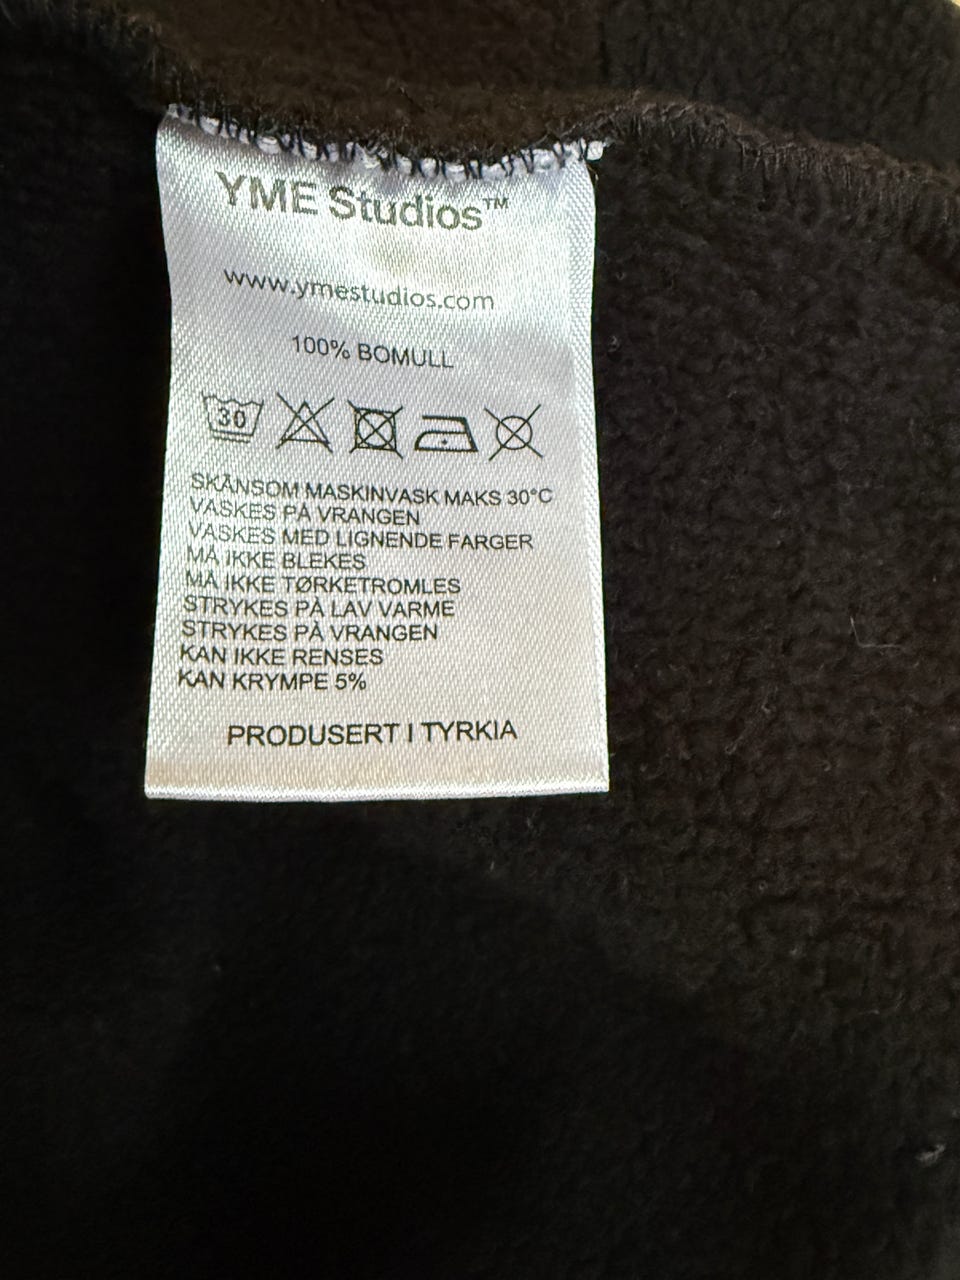 YME Studios™
www.ymestudios.com
100% BOMULL
30
SKÅNSOM MASKINVASK MAKS 30°C
VASKES PÅ VRANGEN
VASKES MED LIGNENDE FARGER
MÅ IKKE BLEKES
MÅ IKKE TØRKETROMLES
STRYKES PÅ LAV VARME
STRYKES PÅ VRANGEN
KAN IKKE RENSES
KAN KRYMPE 5%
PRODUSERT I TYRKIA